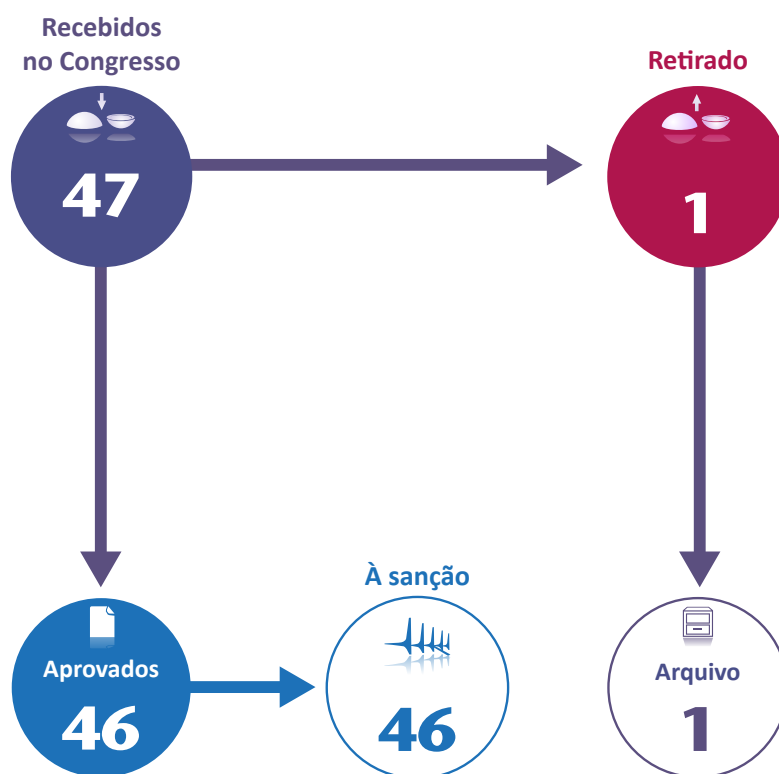 Recebidos
no Congresso
47
Retirado
1
Aprovados
46
À sanção
46
Arquivo
1